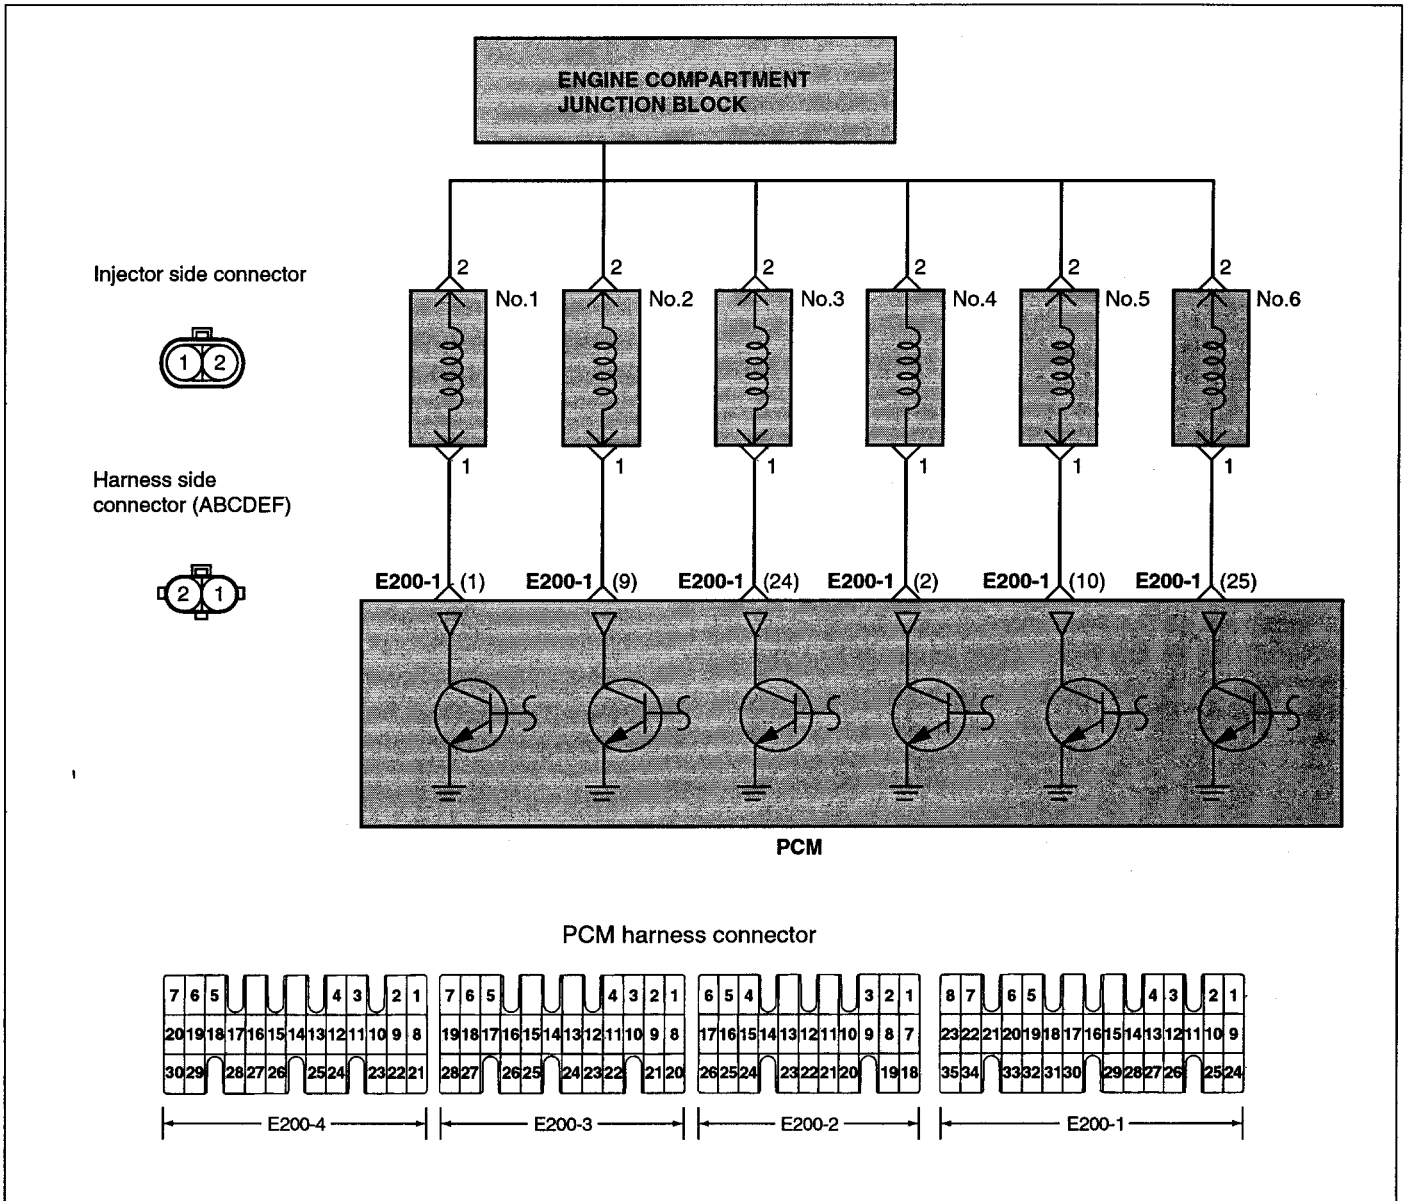 ENGINE COMPARTMENT
JUNCTION BLOCK
Injector side connector
2 2 2 2 2 2
No.1 No.2 No.3 No.4 No.5 No.6
1 2
1 1 1 1 1 1
Harness side
connector (ABCDEF)
2 1
E200-1 (1) E200-1 (9) E200-1 (24) E200-1 (2) E200-1 (10) E200-1 (25)
PCM
PCM harness connector
7 6 5 4 3 2 1 7 6 5 4 3 2 1 6 5 4 3 2 1 8 7 6 5 4 3 2 1
20 19 18 17 16 15 14 13 12 11 10 9 8 19 18 17 16 15 14 13 12 11 10 9 8 17 16 15 14 13 12 11 10 9 8 7 23 22 21 20 19 18 17 16 15 14 13 12 11 10 9
30 29 28 27 26 25 24 23 22 21 28 27 26 25 24 23 22 21 20 26 25 24 23 22 21 20 19 18 35 34 33 32 31 30 29 28 27 26 25 24
E200-4 E200-3 E200-2 E200-1